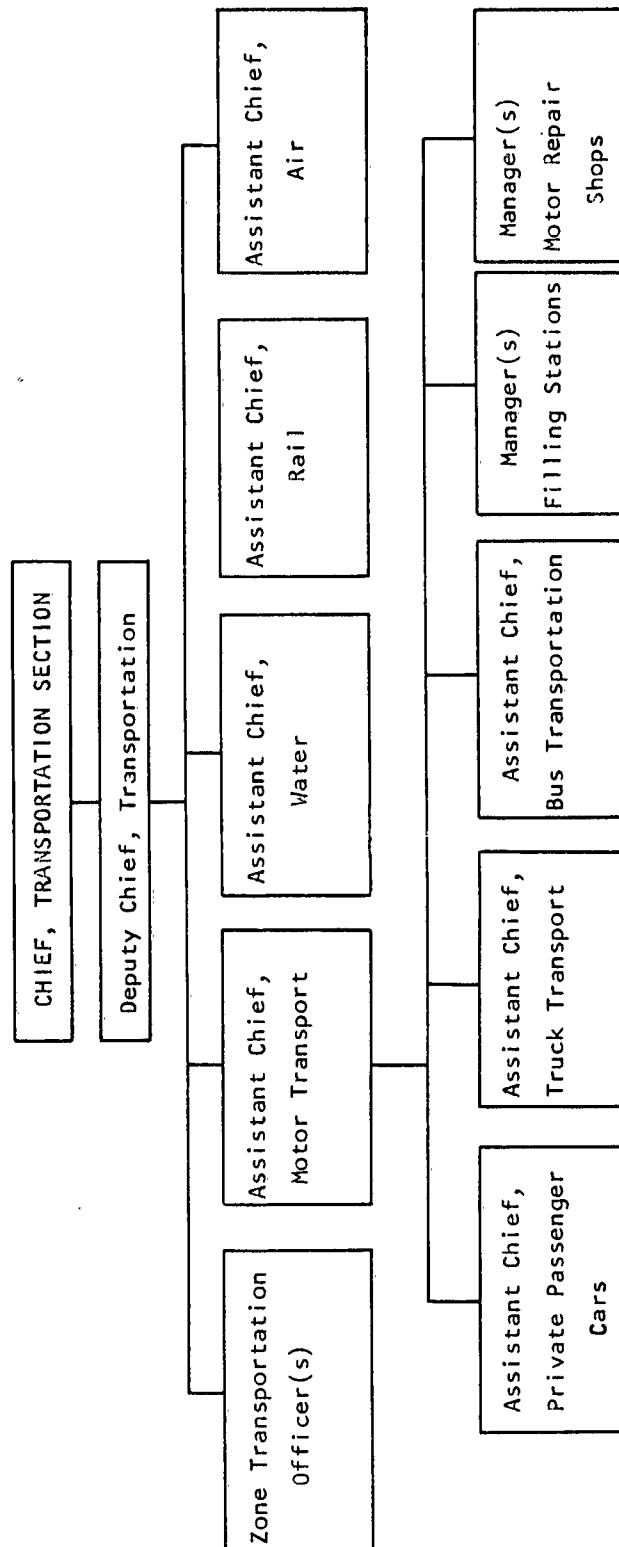 CHIEF, TRANSPORTATION SECTION
Deputy Chief, Transportation
Zone Transportation
Officer(s)
Assistant Chief,
Motor Transport
Assistant Chief,
Water
Assistant Chief,
Rail
Assistant Chief,
Air
Assistant Chief,
Private Passenger
Cars
Assistant Chief,
Truck Transport
Assistant Chief,
Bus Transportation
Manager(s)
Filling Stations
Manager(s)
Motor Repair
Shops